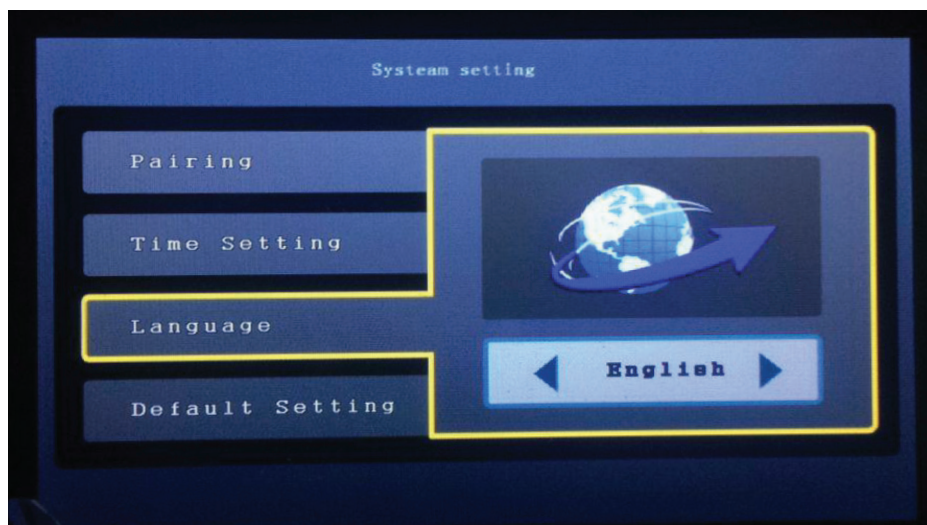 Systeam setting
Pairing
Time Setting
Language
English
Default Setting